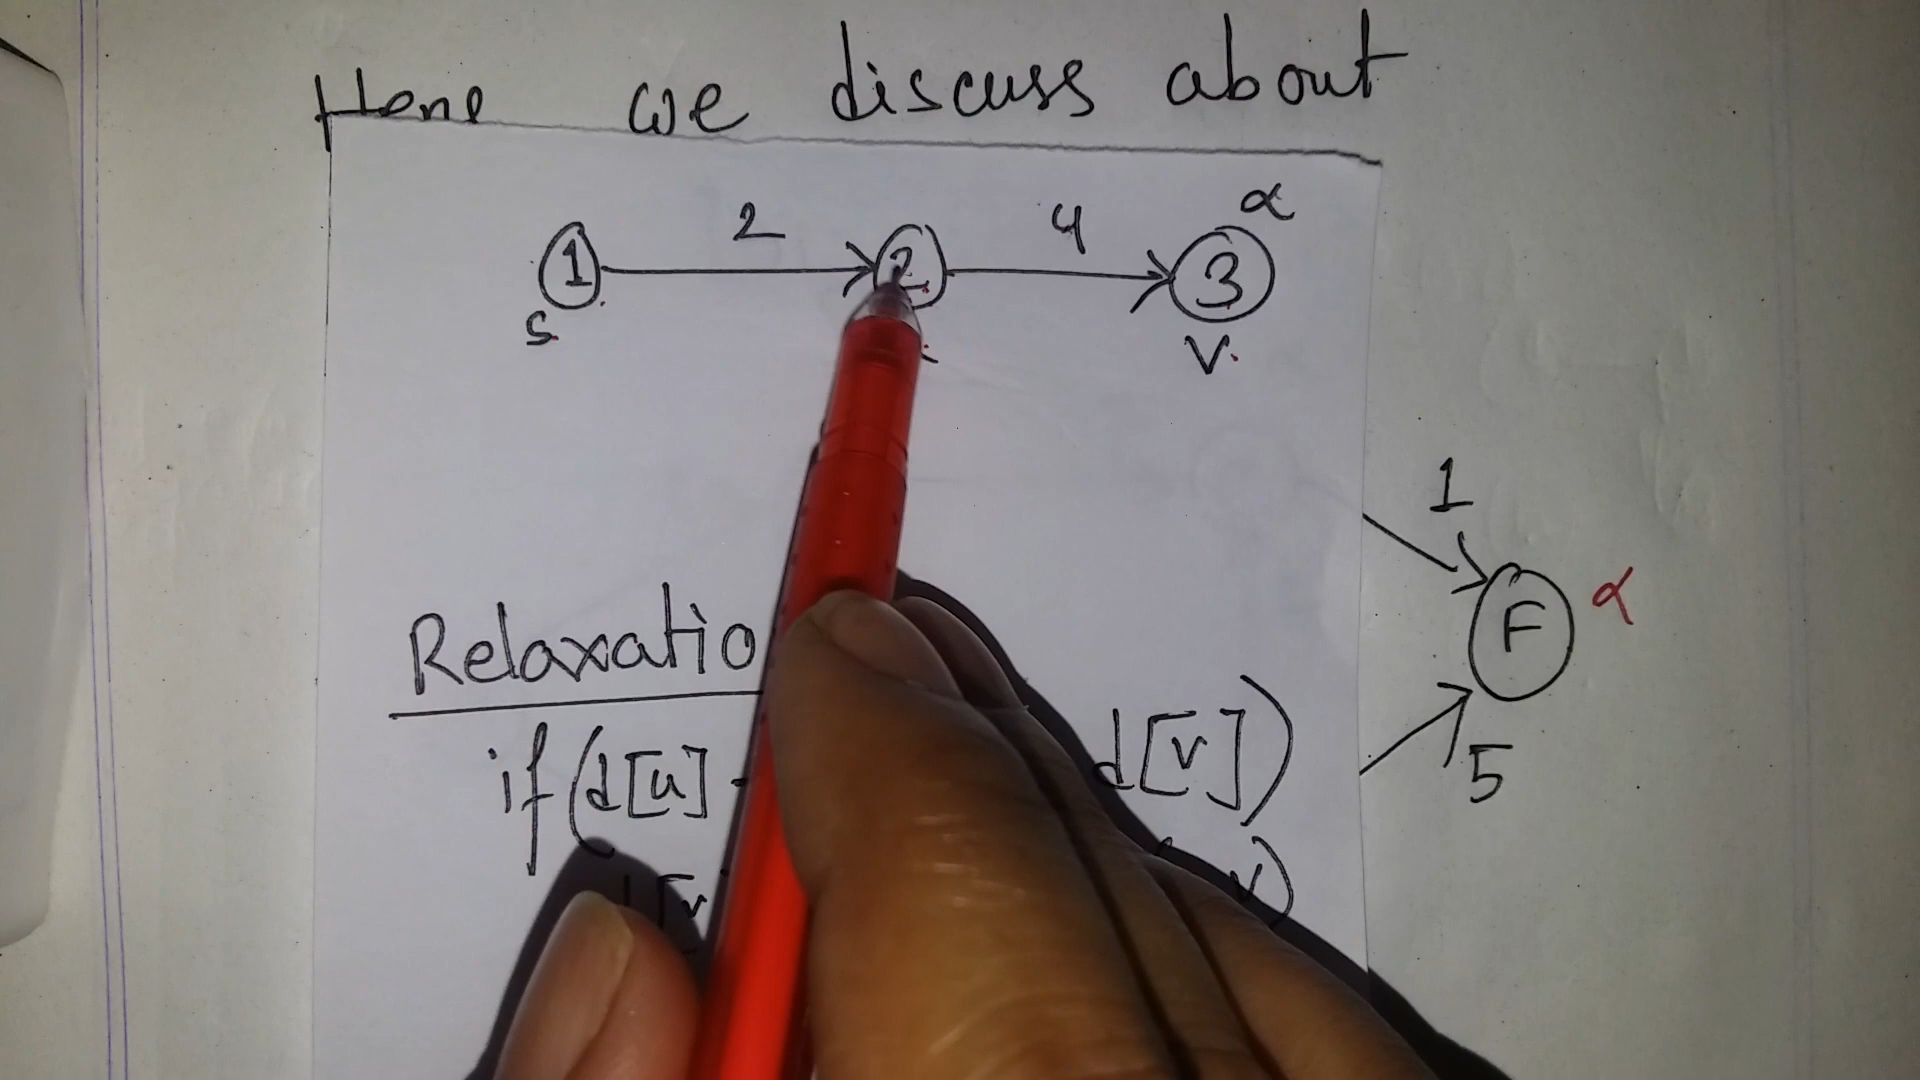 Here we discuss about
2 4 α
1 2 3
S V
1
F α
Relaxatio
if (d[u] - d[v])
5
d[v v)